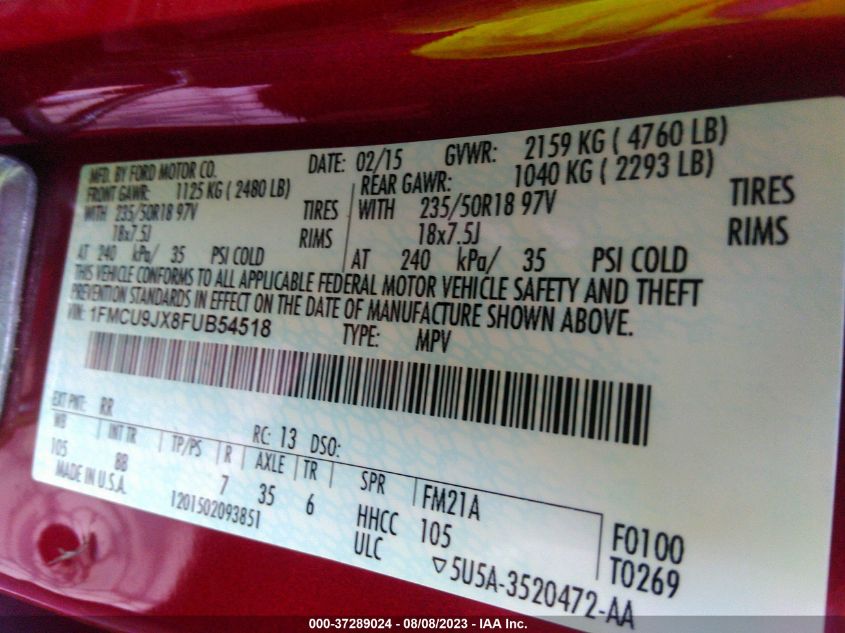 MFD. BY FORD MOTOR CO. DATE: 02/15 GVWR: 2159 KG ( 4760 LB)
FRONT GAWR: 1125 KG ( 2480 LB) REAR GAWR: 1040 KG ( 2293 LB)
WITH 235/50R18 97V TIRES WITH 235/50R18 97V TIRES
18x7.5J RIMS 18x7.5J RIMS
AT 240 kPa/ 35 PSI COLD AT 240 kPa/ 35 PSI COLD
THIS VEHICLE CONFORMS TO ALL APPLICABLE FEDERAL MOTOR VEHICLE SAFETY AND THEFT
PREVENTION STANDARDS IN EFFECT ON THE DATE OF MANUFACTURE SHOWN ABOVE.
VIN: 1FMCU9JX8FUB54518 TYPE: MPV
EXT PNT: RR RC: 13 DSO:
WB INT TR TP/PS R AXLE TR SPR FM21A
105 8B 7 35 6 HHCC 105 F0100
MADE IN U.S.A. ULC T0269
1201502093851 ▽5U5A-3520472-AA
000-37289024 - 08/08/2023 - IAA Inc.